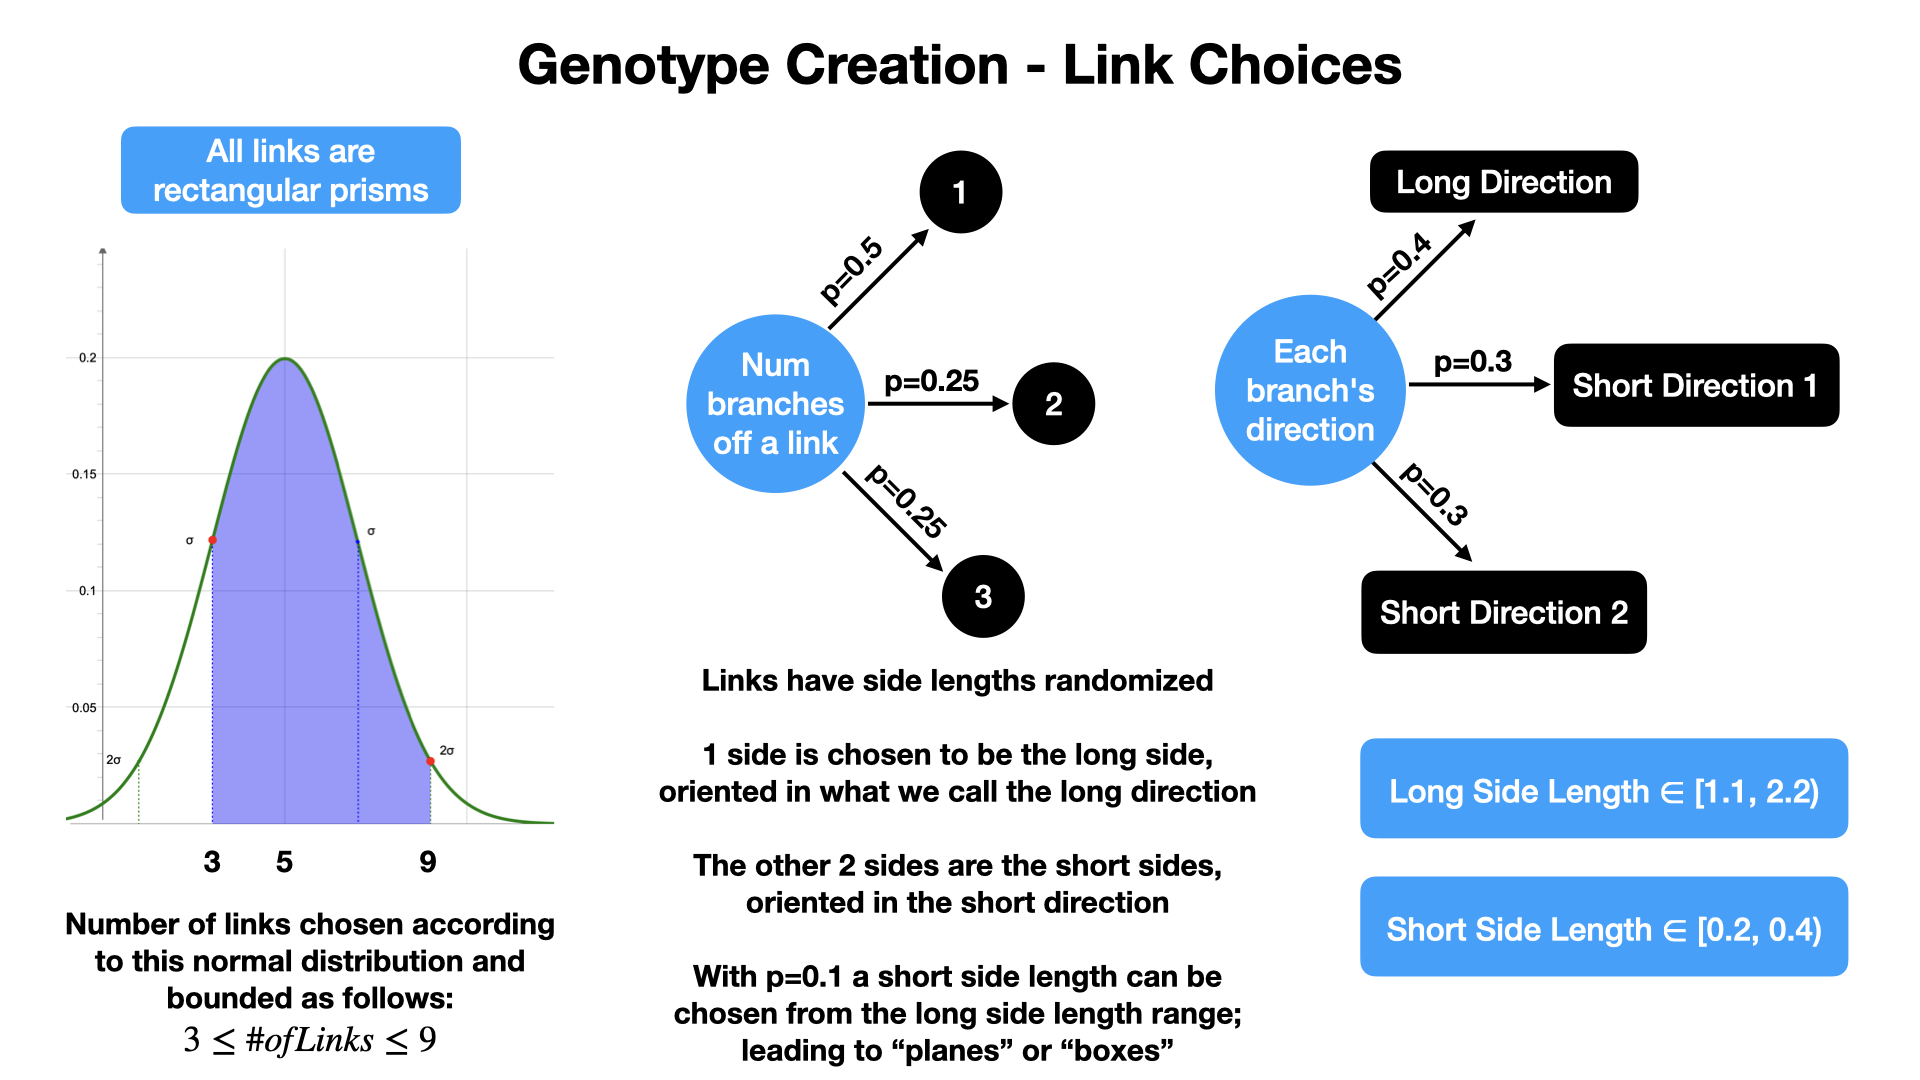 Genotype Creation - Link Choices
All links are
rectangular prisms
0.2
0.15
0.1
0.05
σ
σ
2σ
2σ
3 5 9
Number of links chosen according
to this normal distribution and
bounded as follows:
3 ≤ #ofLinks ≤ 9
Num
branches
off a link
p=0.5
1
p=0.25
2
p=0.25
3
Each
branch's
direction
p=0.4
Long Direction
p=0.3
Short Direction 1
p=0.3
Short Direction 2
Links have side lengths randomized
1 side is chosen to be the long side,
oriented in what we call the long direction
The other 2 sides are the short sides,
oriented in the short direction
With p=0.1 a short side length can be
chosen from the long side length range;
leading to “planes” or “boxes”
Long Side Length ∈ [1.1, 2.2)
Short Side Length ∈ [0.2, 0.4)